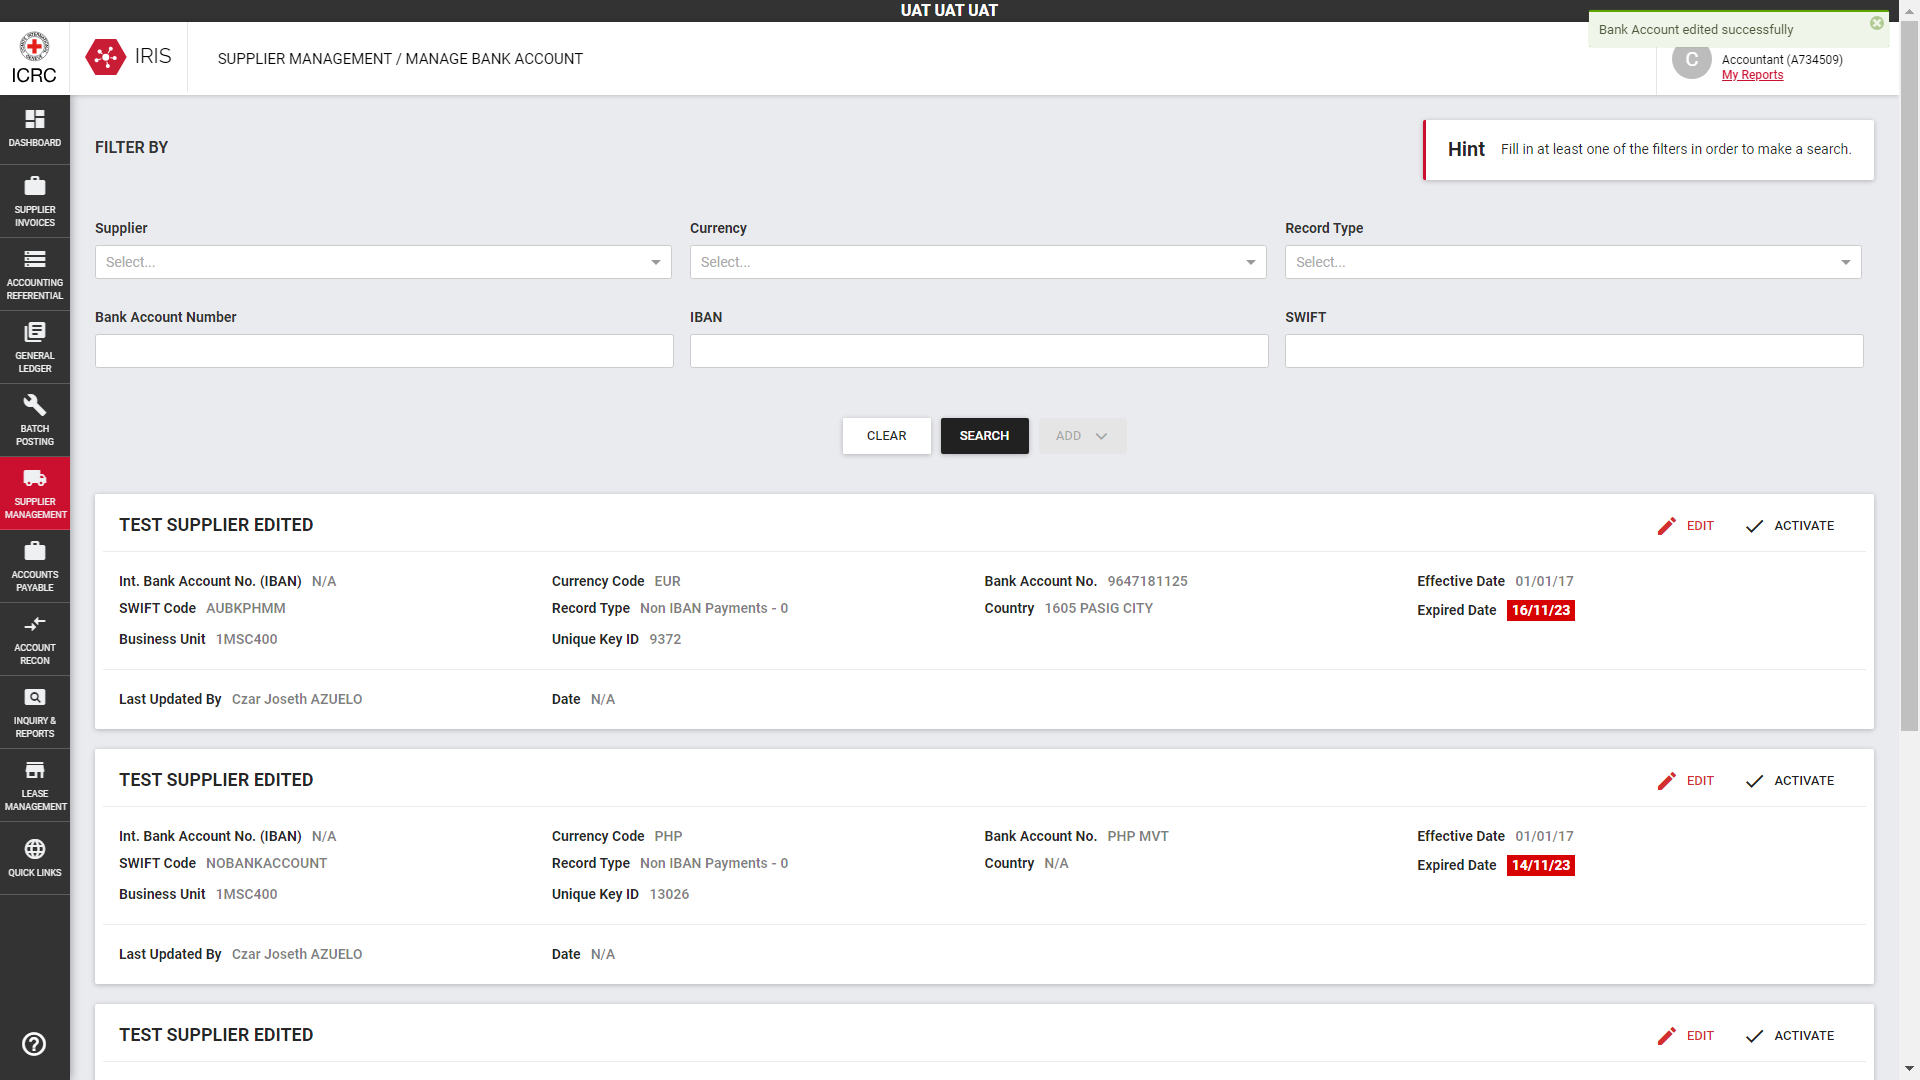 UAT UAT UAT
Bank Account edited successfully
ICRC
IRIS
SUPPLIER MANAGEMENT / MANAGE BANK ACCOUNT
C
Accountant (A734509)
My Reports
DASHBOARD
SUPPLIER
INVOICES
ACCOUNTING
REFERENTIAL
GENERAL
LEDGER
BATCH
POSTING
SUPPLIER
MANAGEMENT
ACCOUNTS
PAYABLE
ACCOUNT
RECON
INQUIRY &
REPORTS
LEASE
MANAGEMENT
QUICK LINKS
FILTER BY
Hint Fill in at least one of the filters in order to make a search.
Supplier Currency Record Type
Select... Select... Select...
Bank Account Number IBAN SWIFT
CLEAR SEARCH ADD
TEST SUPPLIER EDITED EDIT ACTIVATE
Int. Bank Account No. (IBAN) N/A Currency Code EUR Bank Account No. 9647181125 Effective Date 01/01/17
SWIFT Code AUBKPHMM Record Type Non IBAN Payments - 0 Country 1605 PASIG CITY Expired Date 16/11/23
Business Unit 1MSC400 Unique Key ID 9372
Last Updated By Czar Joseth AZUELO Date N/A
TEST SUPPLIER EDITED EDIT ACTIVATE
Int. Bank Account No. (IBAN) N/A Currency Code PHP Bank Account No. PHP MVT Effective Date 01/01/17
SWIFT Code NOBANKACCOUNT Record Type Non IBAN Payments - 0 Country N/A Expired Date 14/11/23
Business Unit 1MSC400 Unique Key ID 13026
Last Updated By Czar Joseth AZUELO Date N/A
TEST SUPPLIER EDITED EDIT ACTIVATE